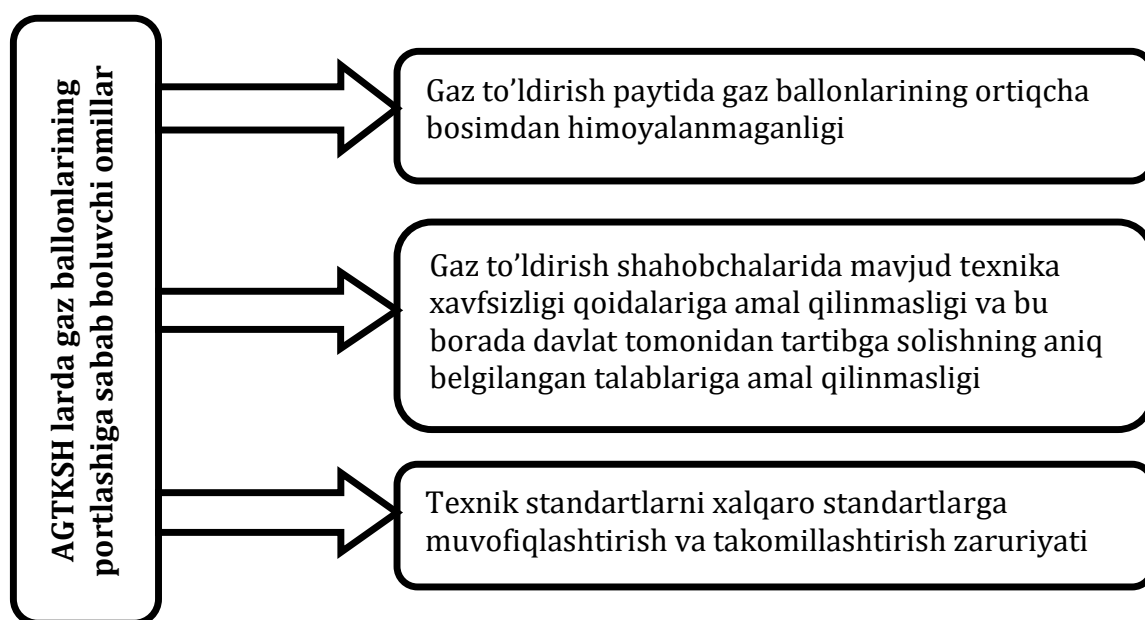 AGTKSH larda gaz ballonlarining
portlashiga sabab boluvchi omillar
Gaz to’ldirish paytida gaz ballonlarining ortiqcha
bosimdan himoyalanmaganligi
Gaz to’ldirish shahobchalarida mavjud texnika
xavfsizligi qoidalariga amal qilinmasligi va bu
borada davlat tomonidan tartibga solishning aniq
belgilangan talablariga amal qilinmasligi
Texnik standartlarni xalqaro standartlarga
muvofiqlashtirish va takomillashtirish zaruriyati